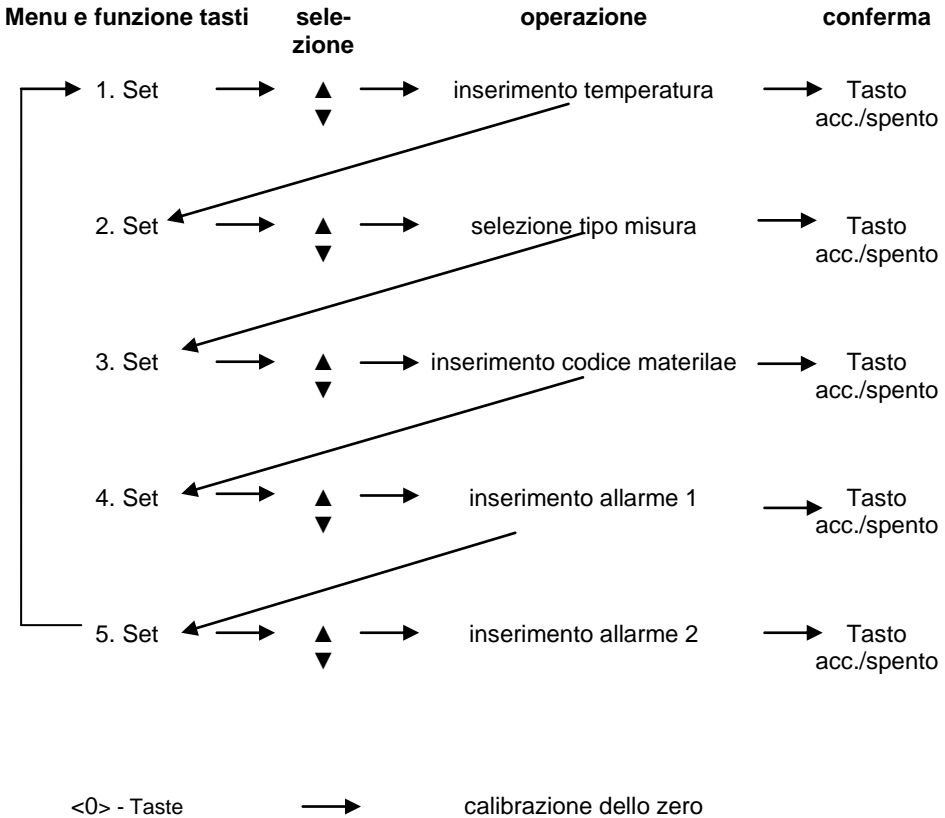 Menu e funzione tasti sele- operazione conferma
zione
1. Set ▲ inserimento temperatura Tasto
▼ acc./spento
2. Set ▲ selezione tipo misura Tasto
▼ acc./spento
3. Set ▲ inserimento codice materilae Tasto
▼ acc./spento
4. Set ▲ inserimento allarme 1 Tasto
▼ acc./spento
5. Set ▲ inserimento allarme 2 Tasto
▼ acc./spento
<0> - Taste calibrazione dello zero